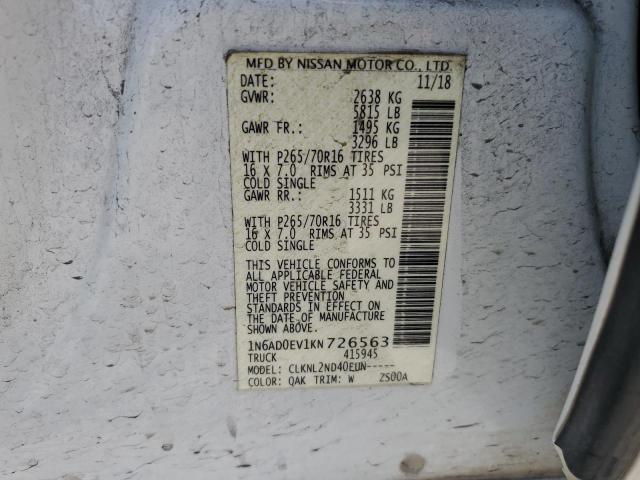 MFD BY NISSAN MOTOR CO., LTD.
DATE: 11/18
GVWR: 2638 KG
5815 LB
GAWR FR.: 1495 KG
3296 LB
WITH P265/70R16 TIRES
16 X 7.0 RIMS AT 35 PSI
COLD SINGLE
GAWR RR.: 1511 KG
3331 LB
WITH P265/70R16 TIRES
16 X 7.0 RIMS AT 35 PSI
COLD SINGLE
THIS VEHICLE CONFORMS TO
ALL APPLICABLE FEDERAL
MOTOR VEHICLE SAFETY AND
THEFT PREVENTION
STANDARDS IN EFFECT ON
THE DATE OF MANUFACTURE
SHOWN ABOVE.
1N6AD0EV1KN726563
TRUCK 415945
MODEL: CLKNL2ND40EUN-----
COLOR: QAK TRIM: W ZS00A